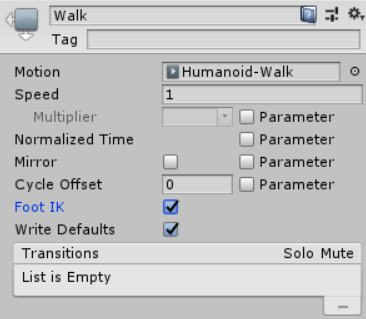 Walk
Tag
Motion Humanoid-Walk
Speed 1
Multiplier Parameter
Normalized Time Parameter
Mirror Parameter
Cycle Offset 0 Parameter
Foot IK
Write Defaults
Transitions Solo Mute
List is Empty